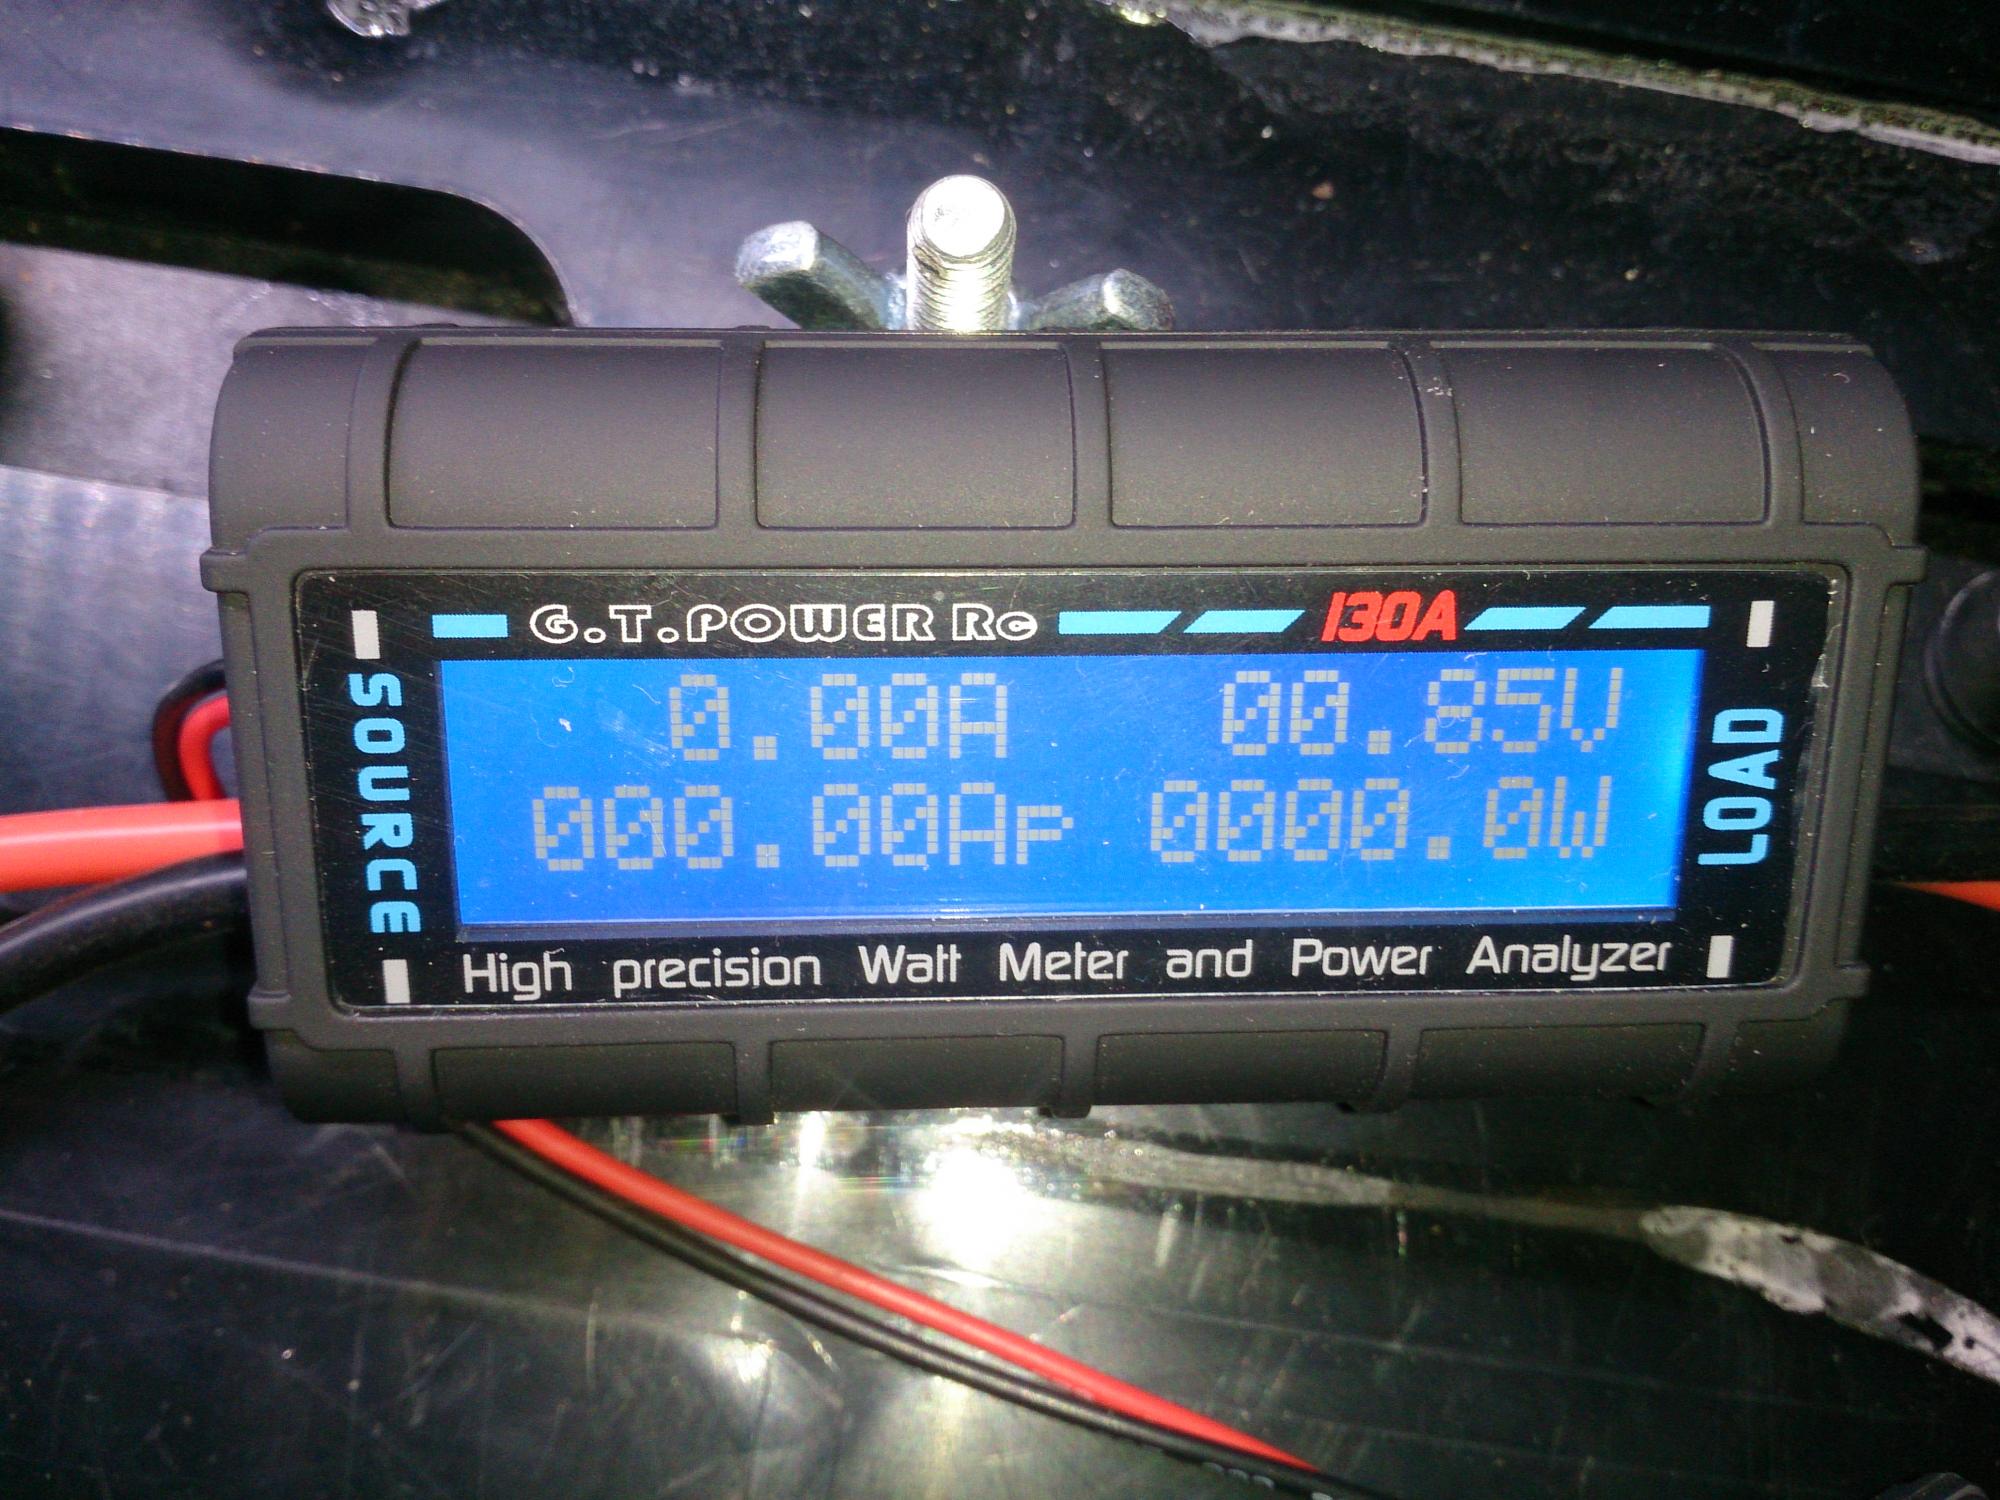 G.T.POWER RC 130A
SOURCE
0.00A 00.85V
000.00Ap 0000.0W
LOAD
High precision Watt Meter and Power Analyzer